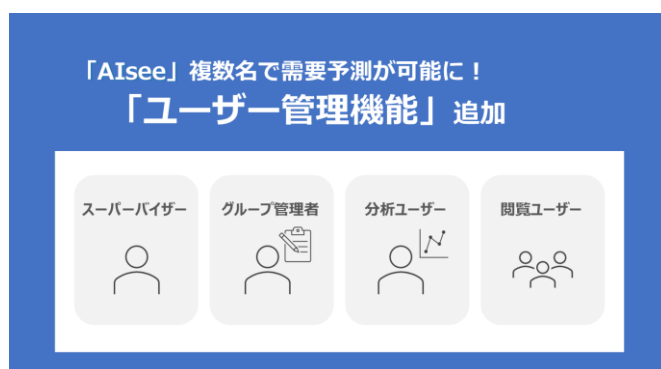 「AIsee」複数名で需要予測が可能に！
「ユーザー管理機能」追加
スーパーバイザー
グループ管理者
分析ユーザー
閲覧ユーザー